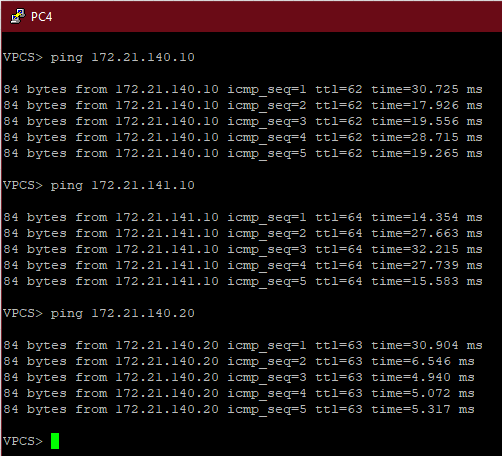 PC4
VPCS> ping 172.21.140.10
84 bytes from 172.21.140.10 icmp_seq=1 ttl=62 time=30.725 ms
84 bytes from 172.21.140.10 icmp_seq=2 ttl=62 time=17.926 ms
84 bytes from 172.21.140.10 icmp_seq=3 ttl=62 time=19.556 ms
84 bytes from 172.21.140.10 icmp_seq=4 ttl=62 time=28.715 ms
84 bytes from 172.21.140.10 icmp_seq=5 ttl=62 time=19.265 ms
VPCS> ping 172.21.141.10
84 bytes from 172.21.141.10 icmp_seq=1 ttl=64 time=14.354 ms
84 bytes from 172.21.141.10 icmp_seq=2 ttl=64 time=27.663 ms
84 bytes from 172.21.141.10 icmp_seq=3 ttl=64 time=32.215 ms
84 bytes from 172.21.141.10 icmp_seq=4 ttl=64 time=27.739 ms
84 bytes from 172.21.141.10 icmp_seq=5 ttl=64 time=15.583 ms
VPCS> ping 172.21.140.20
84 bytes from 172.21.140.20 icmp_seq=1 ttl=63 time=30.904 ms
84 bytes from 172.21.140.20 icmp_seq=2 ttl=63 time=6.546 ms
84 bytes from 172.21.140.20 icmp_seq=3 ttl=63 time=4.940 ms
84 bytes from 172.21.140.20 icmp_seq=4 ttl=63 time=5.072 ms
84 bytes from 172.21.140.20 icmp_seq=5 ttl=63 time=5.317 ms
VPCS>